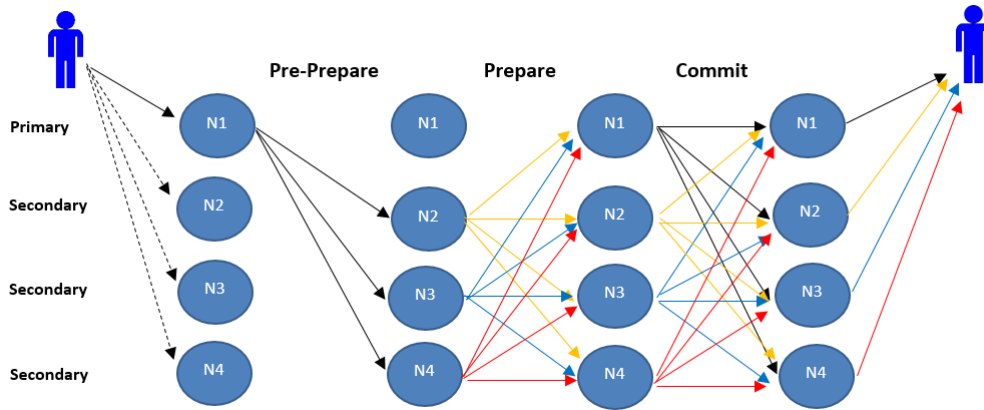 Pre-Prepare Prepare Commit
Primary N1 N1 N1 N1
Secondary N2 N2 N2 N2
Secondary N3 N3 N3 N3
Secondary N4 N4 N4 N4